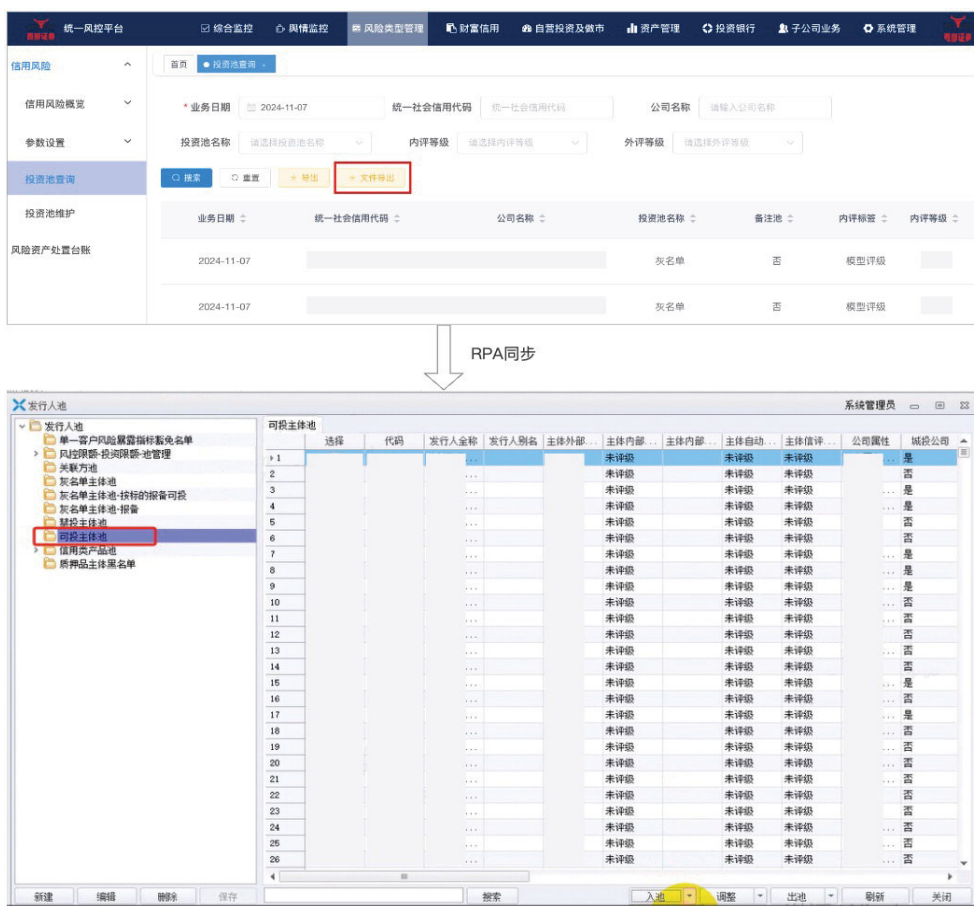 统一风控平台 综合监控 舆情监控 风险类型管理 财富信用 自营投资及做市 资产管理 投资银行 子公司业务 系统管理
信用风险 首页 投资池查询
信用风险概览 * 业务日期 2024-11-07 统一社会信用代码 统一社会信用代码 公司名称 请输入公司名称
参数设置 投资池名称 请选择投资池名称 内评等级 请选择内评等级 外评等级 请选择外评等级
投资池查询 搜索 重置 导出 文件导出
投资池维护 业务日期 统一社会信用代码 公司名称 投资池名称 备注池 内评标签 内评等级
风险资产处置台账 2024-11-07 灰名单 否 模型评级
2024-11-07 灰名单 否 模型评级
RPA同步
发行人池 系统管理员
发行人池
单一客户风险暴露指标豁免名单
风控限额-投资限额-池管理
关联方池
灰名单主体池
灰名单主体池-按标的报备可投
灰名单主体池-报备
禁投主体池
可投主体池
信用类产品池
质押品主体黑名单
可投主体池
选择 代码 发行人全称 发行人别名 主体外部... 主体内部... 主体内部... 主体自动... 主体信评... 公司属性 城投公司
1 ... 未评级 未评级 未评级 ... 是
2 ... 未评级 未评级 未评级 否
3 ... 未评级 未评级 未评级 ... 是
4 ... 未评级 未评级 未评级 ... 是
5 ... 未评级 未评级 未评级 否
6 ... 未评级 未评级 未评级 否
7 ... 未评级 未评级 未评级 ... 是
8 ... 未评级 未评级 未评级 ... 是
9 ... 未评级 未评级 未评级 ... 是
10 ... 未评级 未评级 未评级 ... 否
11 ... 未评级 未评级 未评级 ... 否
12 ... 未评级 未评级 未评级 否
13 ... 未评级 未评级 未评级 ... 否
14 ... 未评级 未评级 未评级 否
15 ... 未评级 未评级 未评级 ... 是
16 ... 未评级 未评级 未评级 ... 否
17 ... 未评级 未评级 未评级 ... 是
18 ... 未评级 未评级 未评级 ... 否
19 ... 未评级 未评级 未评级 ... 否
20 ... 未评级 未评级 未评级 ... 否
21 ... 未评级 未评级 未评级 ... 否
22 ... 未评级 未评级 未评级 否
23 ... 未评级 未评级 未评级 ... 否
24 ... 未评级 未评级 未评级 ... 否
25 ... 未评级 未评级 未评级 ... 否
26 ... 未评级 未评级 未评级 ... 否
新建 编辑 删除 保存 搜索 入池 调整 出池 刷新 关闭